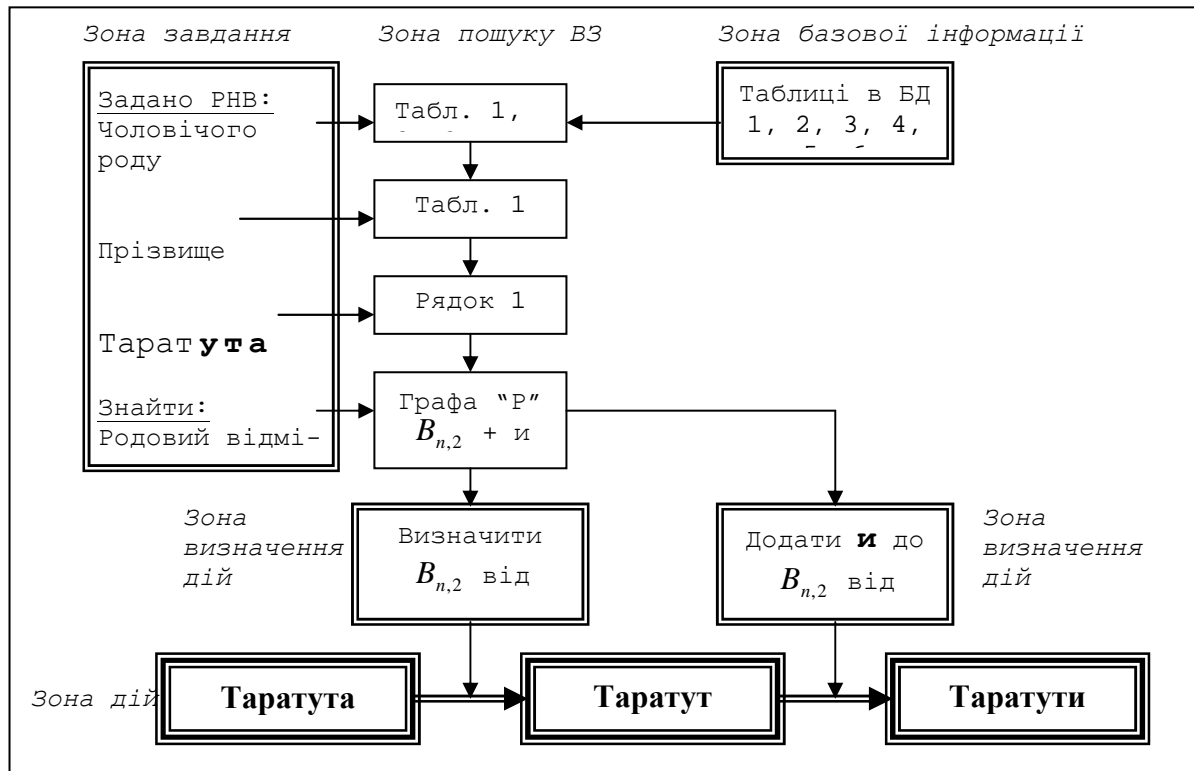 Зона завдання
Зона пошуку ВЗ
Зона базової інформації
Задано РНВ:
Чоловічого
роду
Прізвище
Таратута
Знайти:
Родовий відмі-
Табл. 1,
Таблиці в БД
1, 2, 3, 4,
Табл. 1
Рядок 1
Графа “Р”
Bn,2 + и
Зона
визначення
дій
Визначити
Bn,2 від
Додати и до
Bn,2 від
Зона
визначення
дій
Зона дій
Таратута
Таратут
Таратути